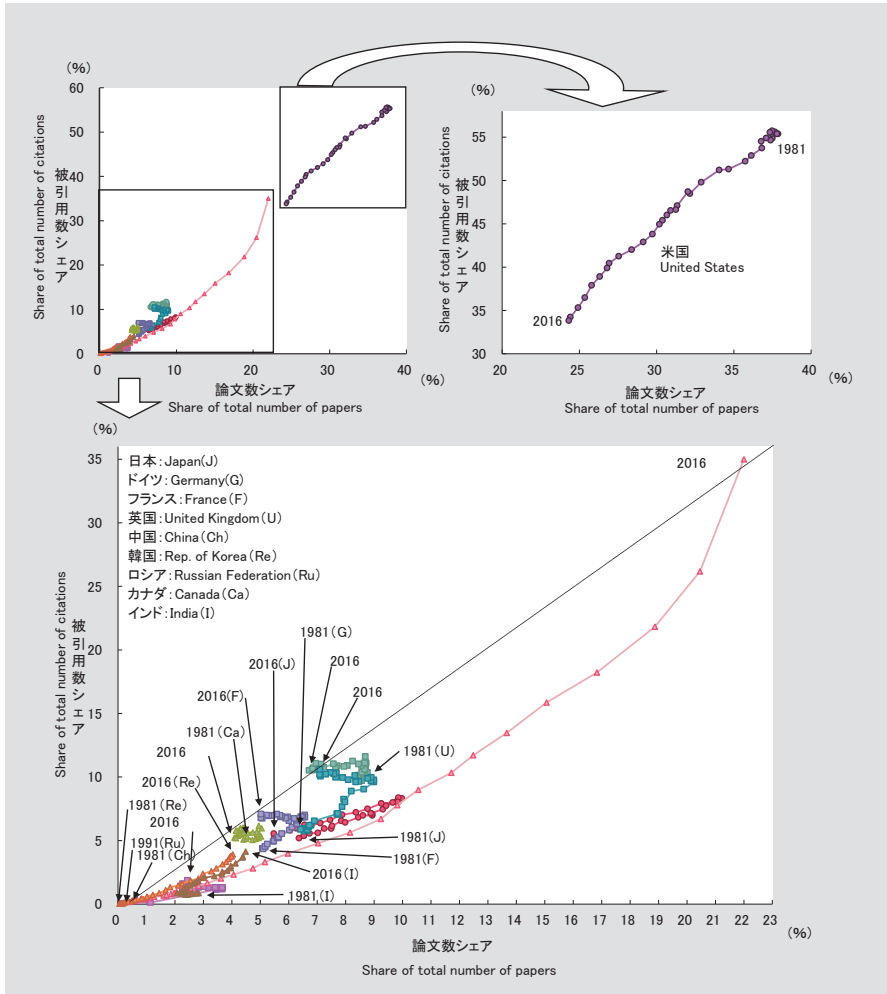 (%)
60
50
40
30
20
10
0
被引用数シェア
Share of total number of citations
0
10
20
30
40
(%)
論文数シェア
Share of total number of papers
(%)
55
50
45
40
35
30
被引用数シェア
Share of total number of citations
1981
米国
United States
2016
20
25
30
35
40
(%)
論文数シェア
Share of total number of papers
(%)
35
30
25
20
15
10
5
0
被引用数シェア
Share of total number of citations
日本:Japan(J)
ドイツ:Germany(G)
フランス:France(F)
英国:United Kingdom(U)
中国:China(Ch)
韓国:Rep. of Korea(Re)
ロシア:Russian Federation(Ru)
カナダ:Canada(Ca)
インド:India(I)
2016
1981(G)
2016(J)
2016
2016
2016(F)
1981(Ca)
1981(U)
2016
2016(Re)
1981(Re)
2016
1991(Ru)
1981(Ch)
1981(J)
1981(F)
2016(I)
1981(I)
0
1
2
3
4
5
6
7
8
9
10
11
12
13
14
15
16
17
18
19
20
21
22
23
(%)
論文数シェア
Share of total number of papers